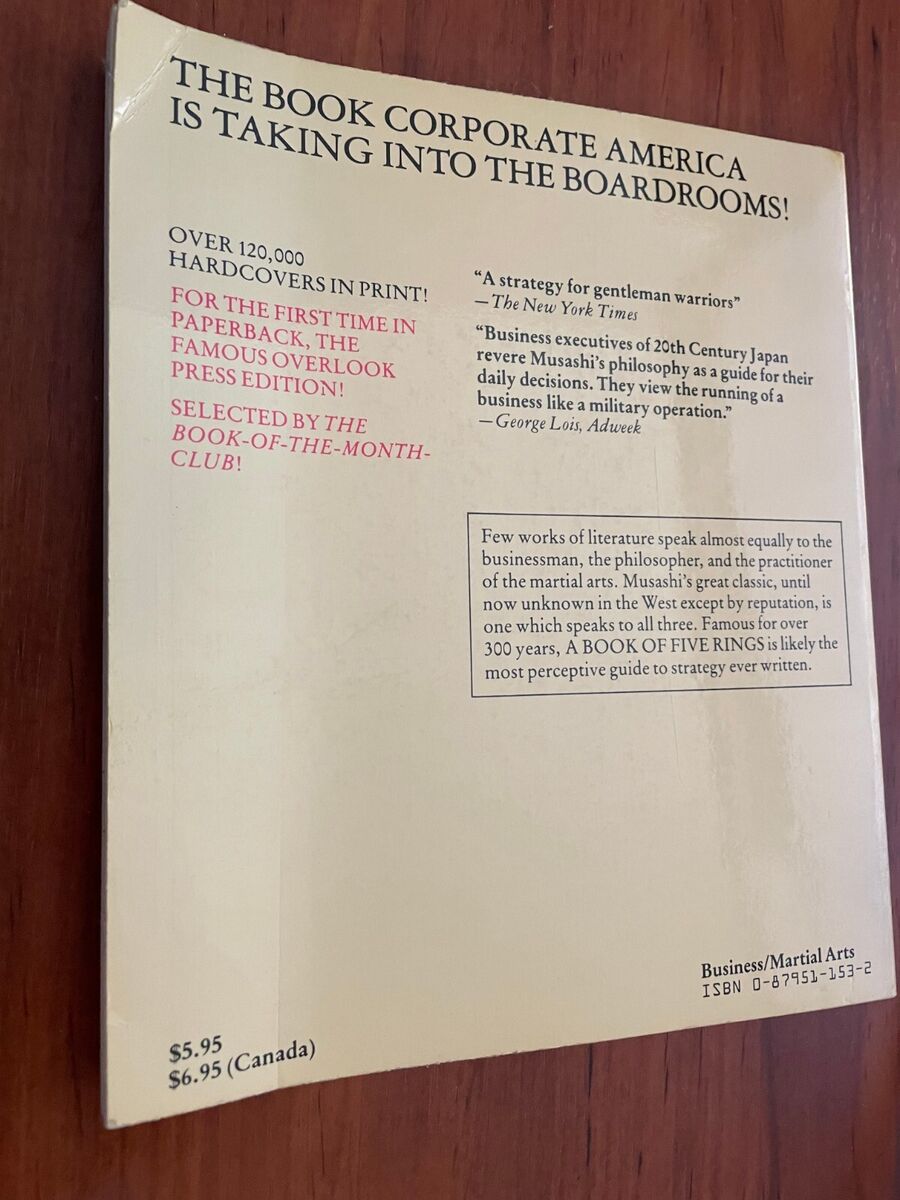 THE BOOK CORPORATE AMERICA
IS TAKING INTO THE BOARDROOMS!
OVER 120,000
HARDCOVERS IN PRINT!
FOR THE FIRST TIME IN
PAPERBACK, THE
FAMOUS OVERLOOK
PRESS EDITION!
SELECTED BY THE
BOOK-OF-THE-MONTH-
CLUB!
“A strategy for gentleman warriors”
—The New York Times
“Business executives of 20th Century Japan
revere Musashi’s philosophy as a guide for their
daily decisions. They view the running of a
business like a military operation.”
—George Lois, Adweek
Few works of literature speak almost equally to the
businessman, the philosopher, and the practitioner
of the martial arts. Musashi’s great classic, until
now unknown in the West except by reputation, is
one which speaks to all three. Famous for over
300 years, A BOOK OF FIVE RINGS is likely the
most perceptive guide to strategy ever written.
Business/Martial Arts
ISBN 0-87951-153-2
$5.95
$6.95 (Canada)